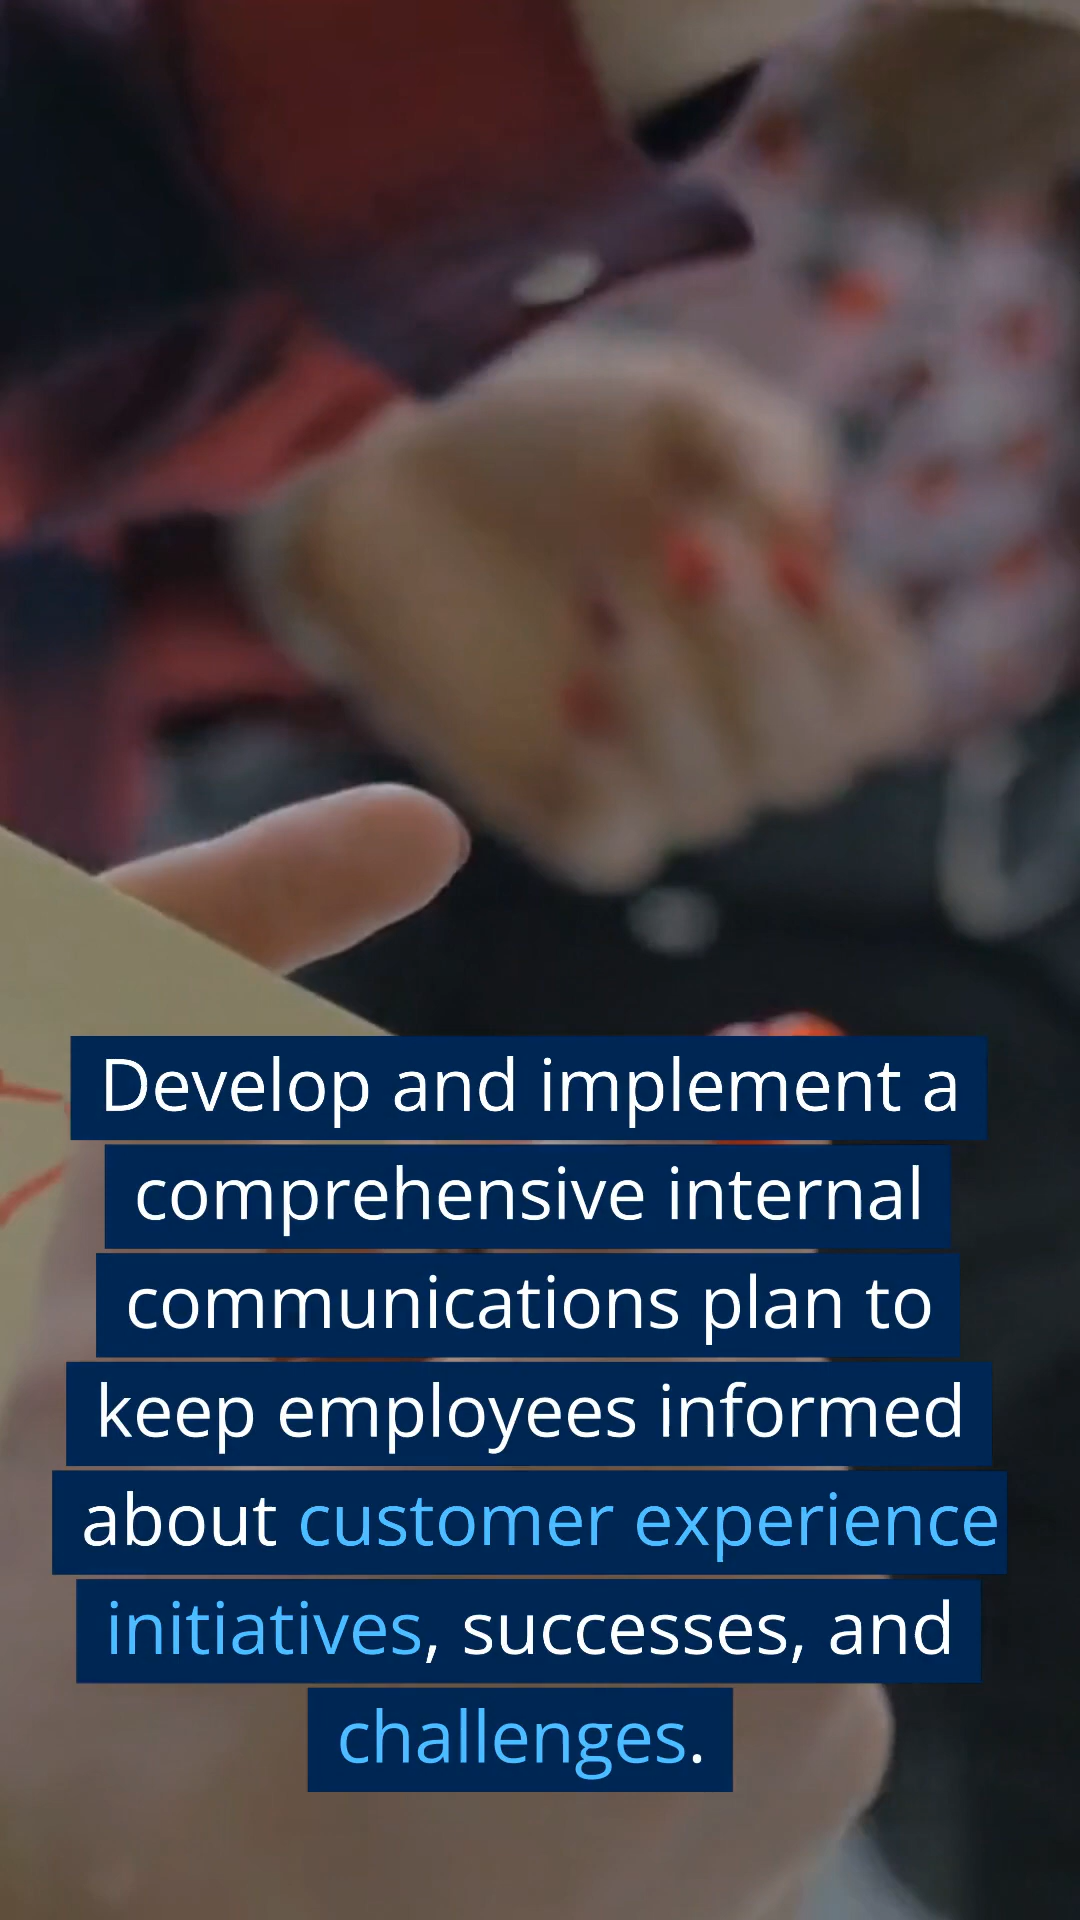 Develop and implement a
comprehensive internal
communications plan to
keep employees informed
about customer experience
initiatives, successes, and
challenges.